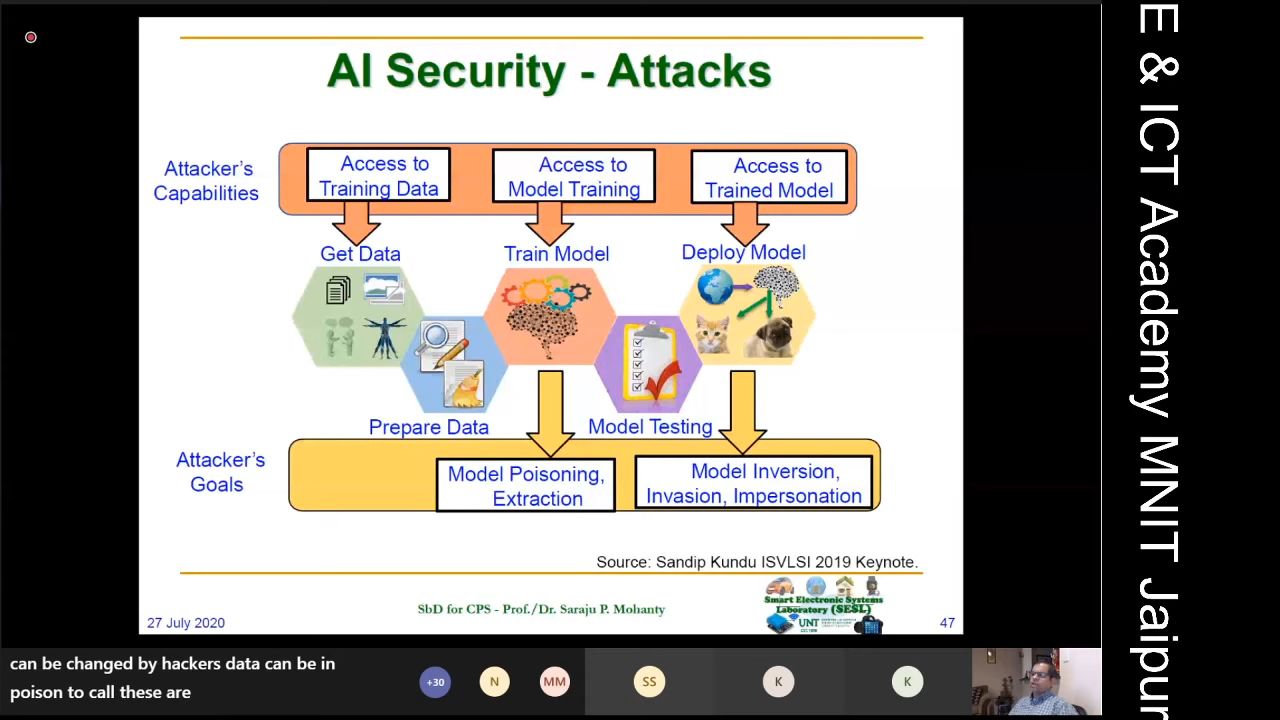 AI Security - Attacks
Attacker's
Capabilities
Access to
Training Data
Access to
Model Training
Access to
Trained Model
Get Data
Train Model
Deploy Model
Prepare Data
Model Testing
Attacker's
Goals
Model Poisoning,
Extraction
Model Inversion,
Invasion, Impersonation
Source: Sandip Kundu ISVLSI 2019 Keynote.
27 July 2020
SbD for CPS - Prof./Dr. Saraju P. Mohanty
Smart Electronic Systems
Laboratory (SESL)
UNT
47
can be changed by hackers data can be in
poison to call these are
+30
N
MM
SS
K
K
E & ICT Academy MNIT Jaipur